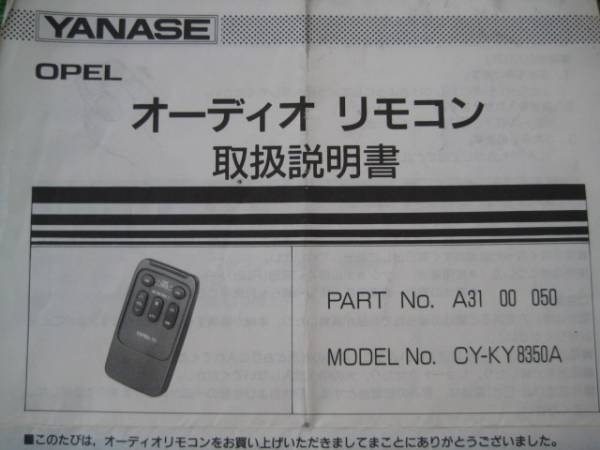 YANASE
OPEL
オーディオ リモコン
取扱説明書
PART No. A31 00 050
MODEL No. CY-KY8350A
OPEL
■このたびは，オーディオリモコンをお買い上げいただきましてまことにありがとうございました。